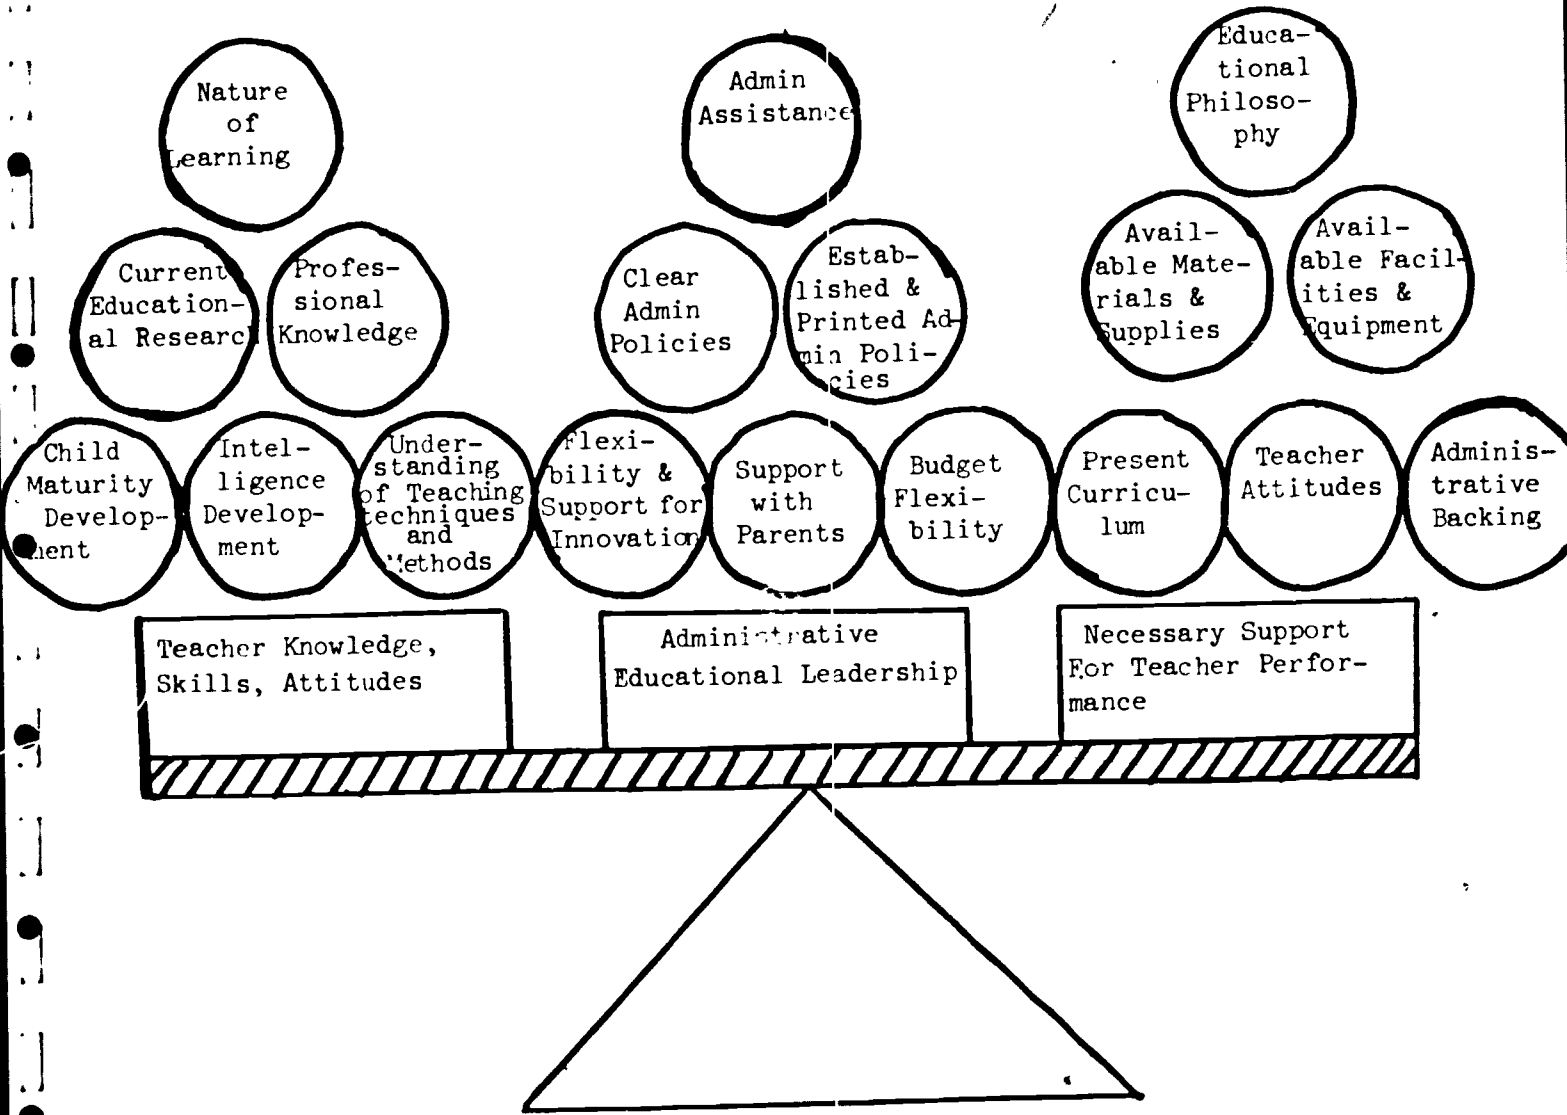 Nature
of
Learning
Admin
Assistance
Educa-
tional
Philoso-
phy
Current
Education-
al Research
Profes-
sional
Knowledge
Clear
Admin
Policies
Estab-
lished &
Printed Ad-
min Poli-
cies
Avail-
able Mate-
rials &
Supplies
Avail-
able Facil-
ities &
Equipment
Child
Maturity
Develop-
ment
Intel-
ligence
Develop-
ment
Under-
standing
of Teaching
techniques
and
Methods
Flexi-
bility &
Support for
Innovation
Support
with
Parents
Budget
Flexi-
bility
Present
Curricu-
lum
Teacher
Attitudes
Adminis-
trative
Backing
Teacher Knowledge,
Skills, Attitudes
Administrative
Educational Leadership
Necessary Support
For Teacher Perfor-
mance